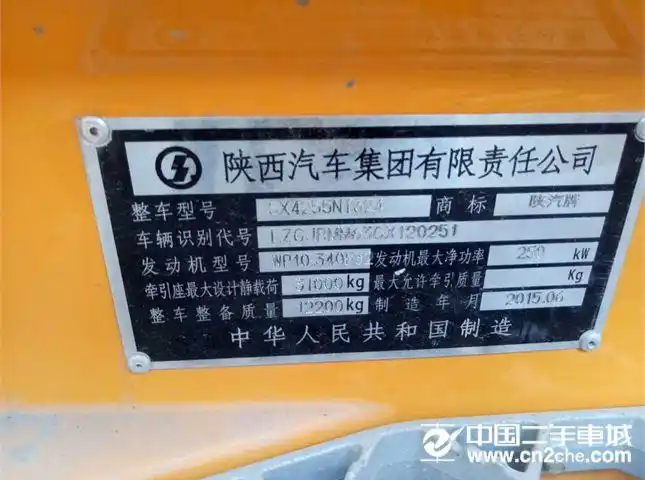 陕西汽车集团有限责任公司
整车型号 商标 陕汽牌
车辆识别代号
发动机型号 发动机最大净功率 250 kW
牵引座最大设计静载荷 kg 最大允许牵引质量 Kg
整车整备质量 12200kg 制造年月 2015.06
中华人民共和国制造
中国二手车城
www.cn2che.com